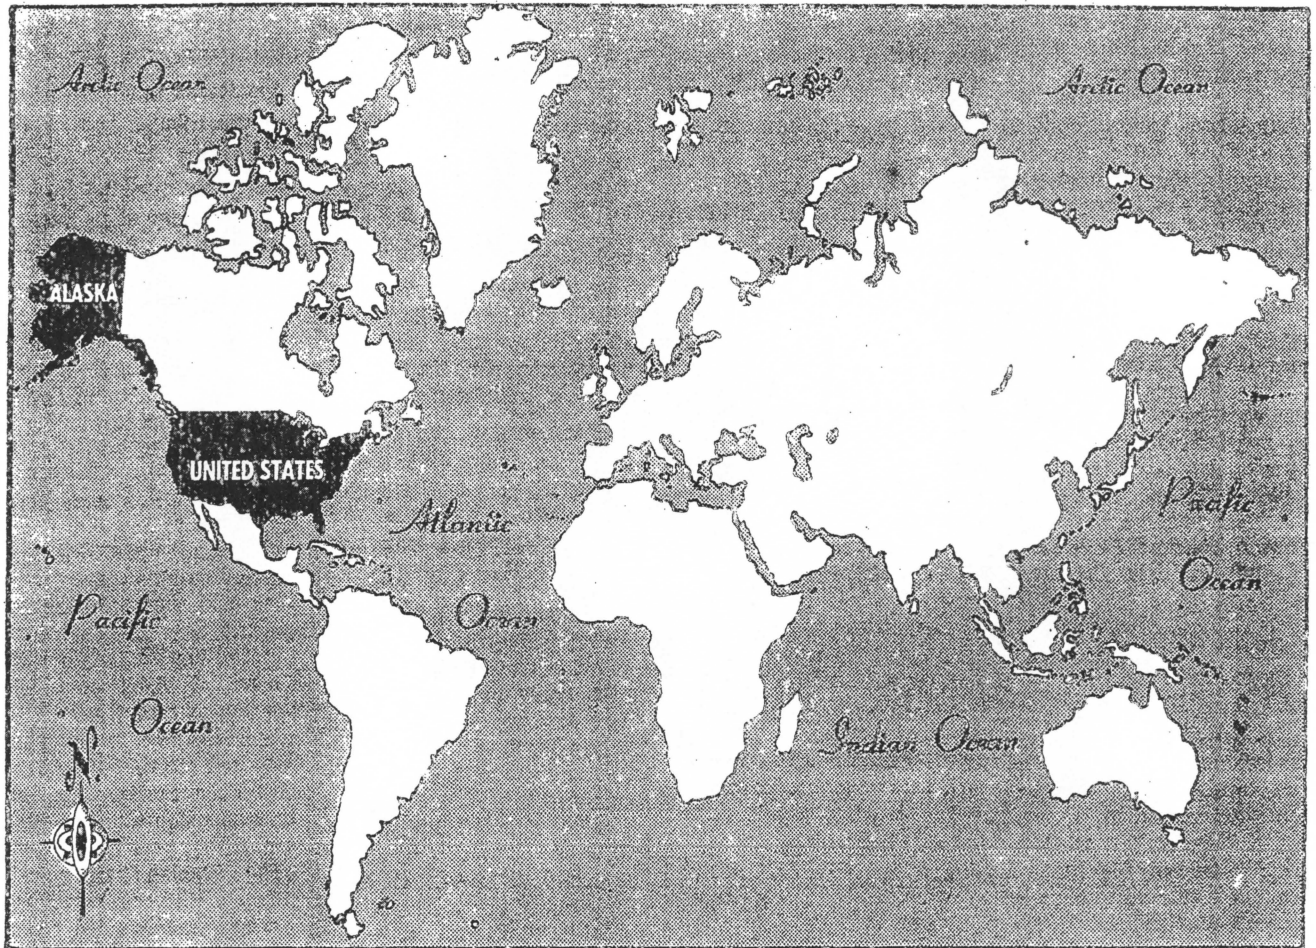 Arctic Ocean
Arctic Ocean
ALASKA
UNITED STATES
Atlantic
Pacific
Ocean
Pacific
Ocean
Ocean
Indian Ocean
N.